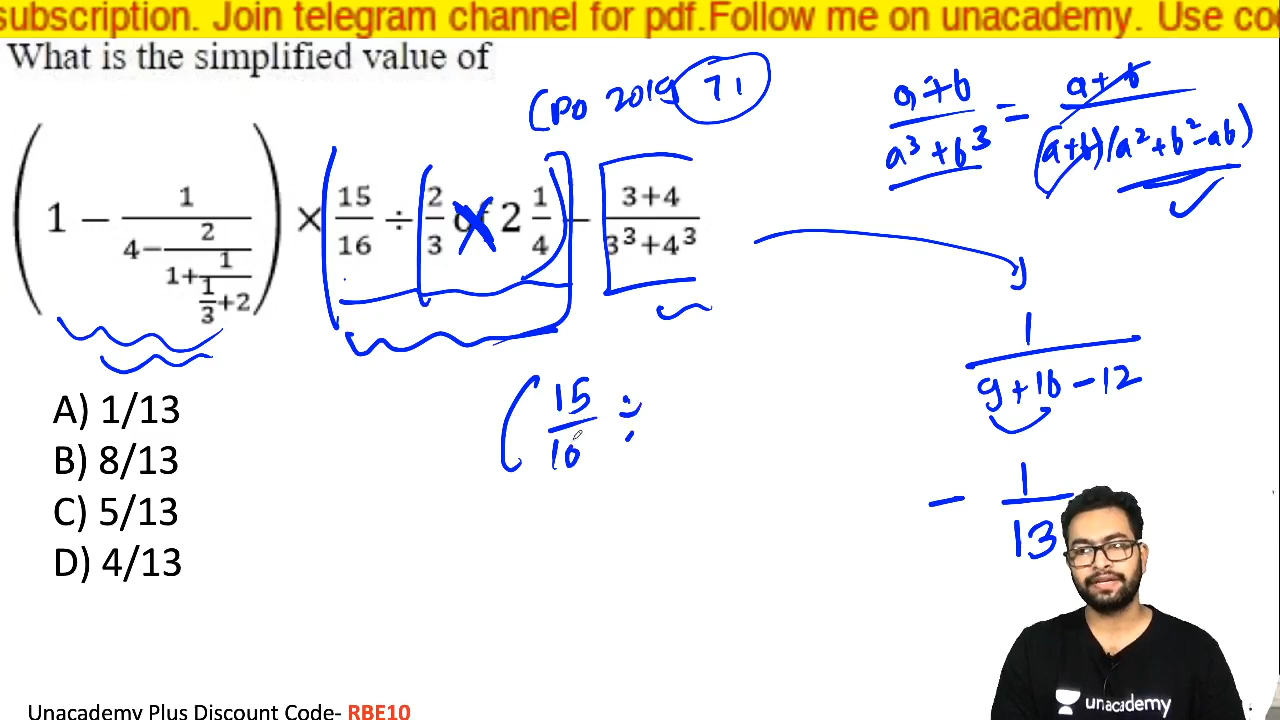 subscription. Join telegram channel for pdf.Follow me on unacademy. Use co
What is the simplified value of
CPO 2019 71
(1 − 1/(4 − 2/(1 + 1/(1/3 + 2)))) × 15/16 ÷ 2/3 of 2 1/4 − (3+4)/(3³+4³)
a+b/a³+b³ = a+b/(a+b)(a²+b²-ab)
1/9+16-12
(15/16 ÷
- 1/13
A) 1/13
B) 8/13
C) 5/13
D) 4/13
unacademy
Unacademy Plus Discount Code- RBE10